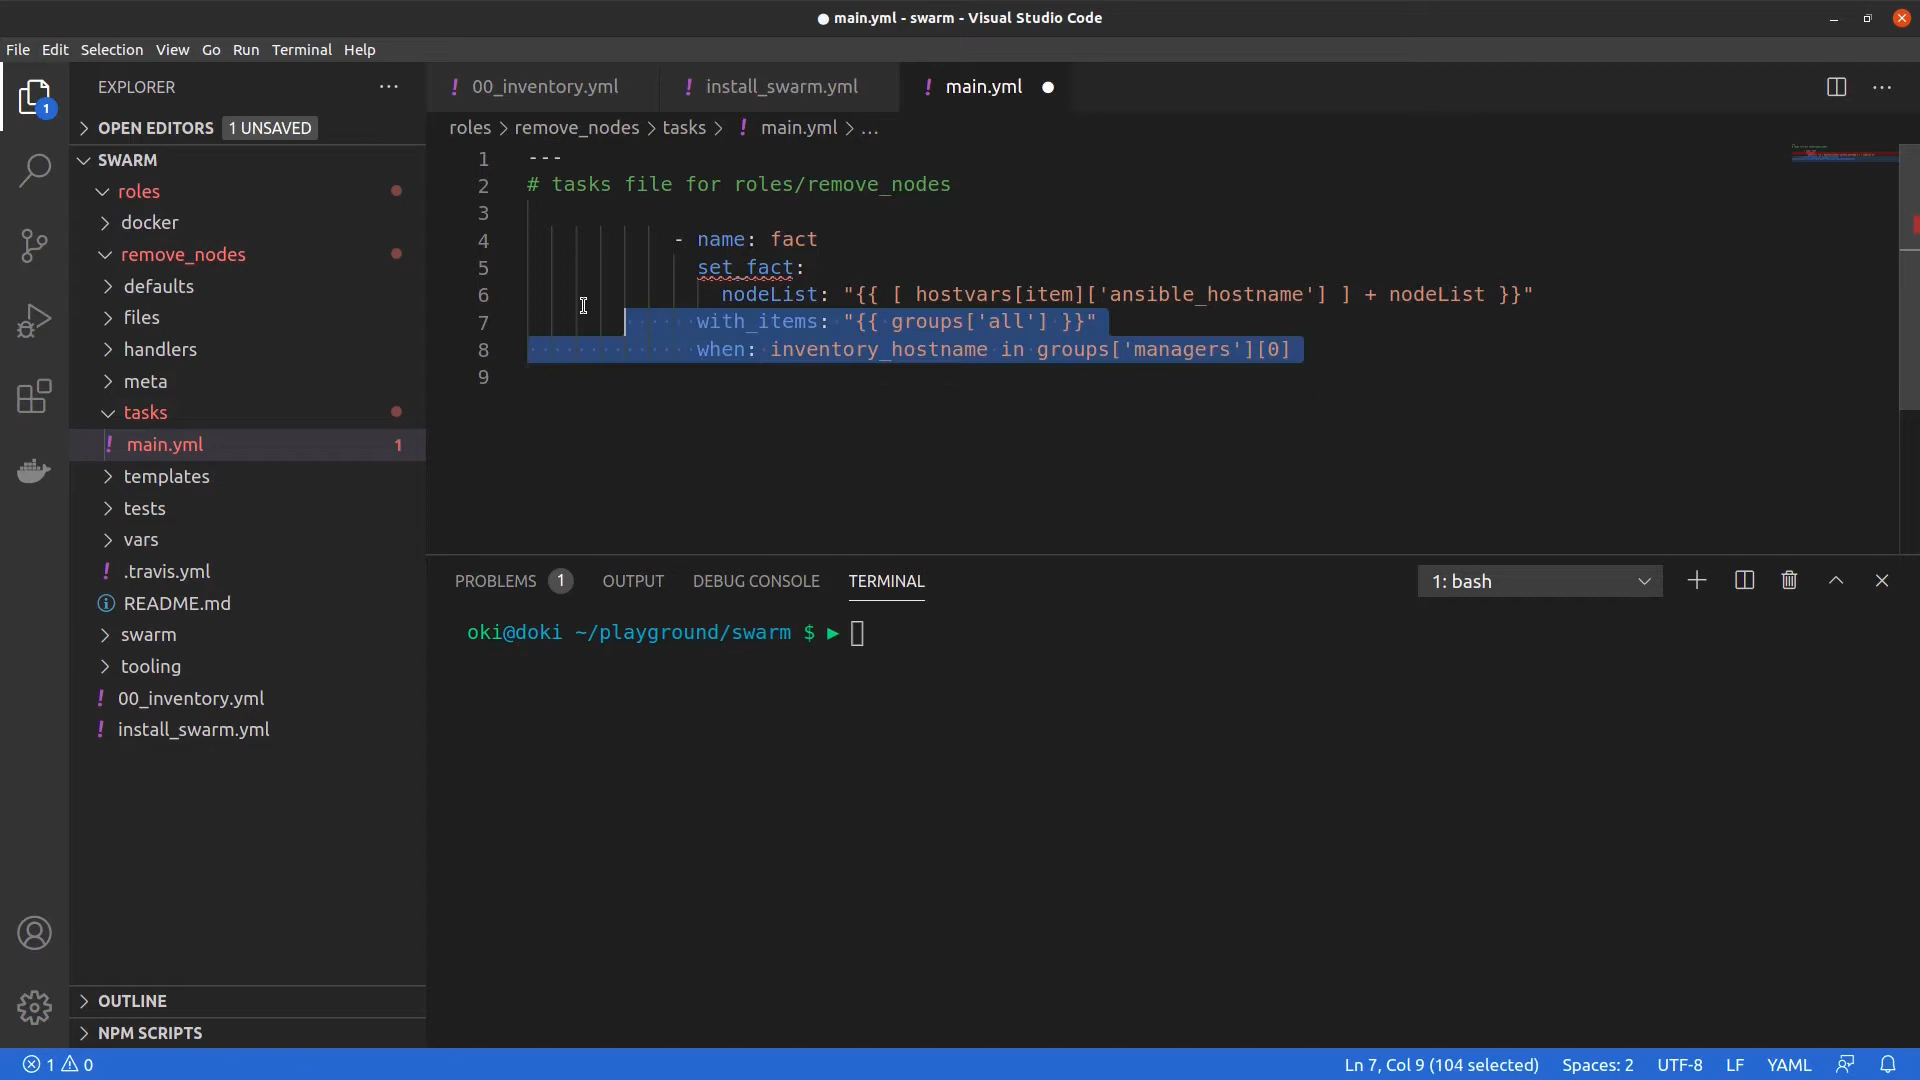 main.yml - swarm - Visual Studio Code
File Edit Selection View Go Run Terminal Help
1
EXPLORER
OPEN EDITORS 1 UNSAVED
SWARM
roles
docker
remove_nodes
defaults
files
handlers
meta
tasks
! main.yml 1
templates
tests
vars
! .travis.yml
README.md
swarm
tooling
! 00_inventory.yml
! install_swarm.yml
OUTLINE
NPM SCRIPTS
! 00_inventory.yml ! install_swarm.yml ! main.yml
roles > remove_nodes > tasks > ! main.yml > ...
1 ---
2 # tasks file for roles/remove_nodes
3
4 - name: fact
5 set_fact:
6 nodeList: "{{ [ hostvars[item]['ansible_hostname'] ] + nodeList }}"
7 with_items: "{{ groups['all'] }}"
8 when: inventory_hostname in groups['managers'][0]
9
PROBLEMS 1 OUTPUT DEBUG CONSOLE TERMINAL 1: bash
oki@doki ~/playground/swarm $ ►
1 0 Ln 7, Col 9 (104 selected) Spaces: 2 UTF-8 LF YAML